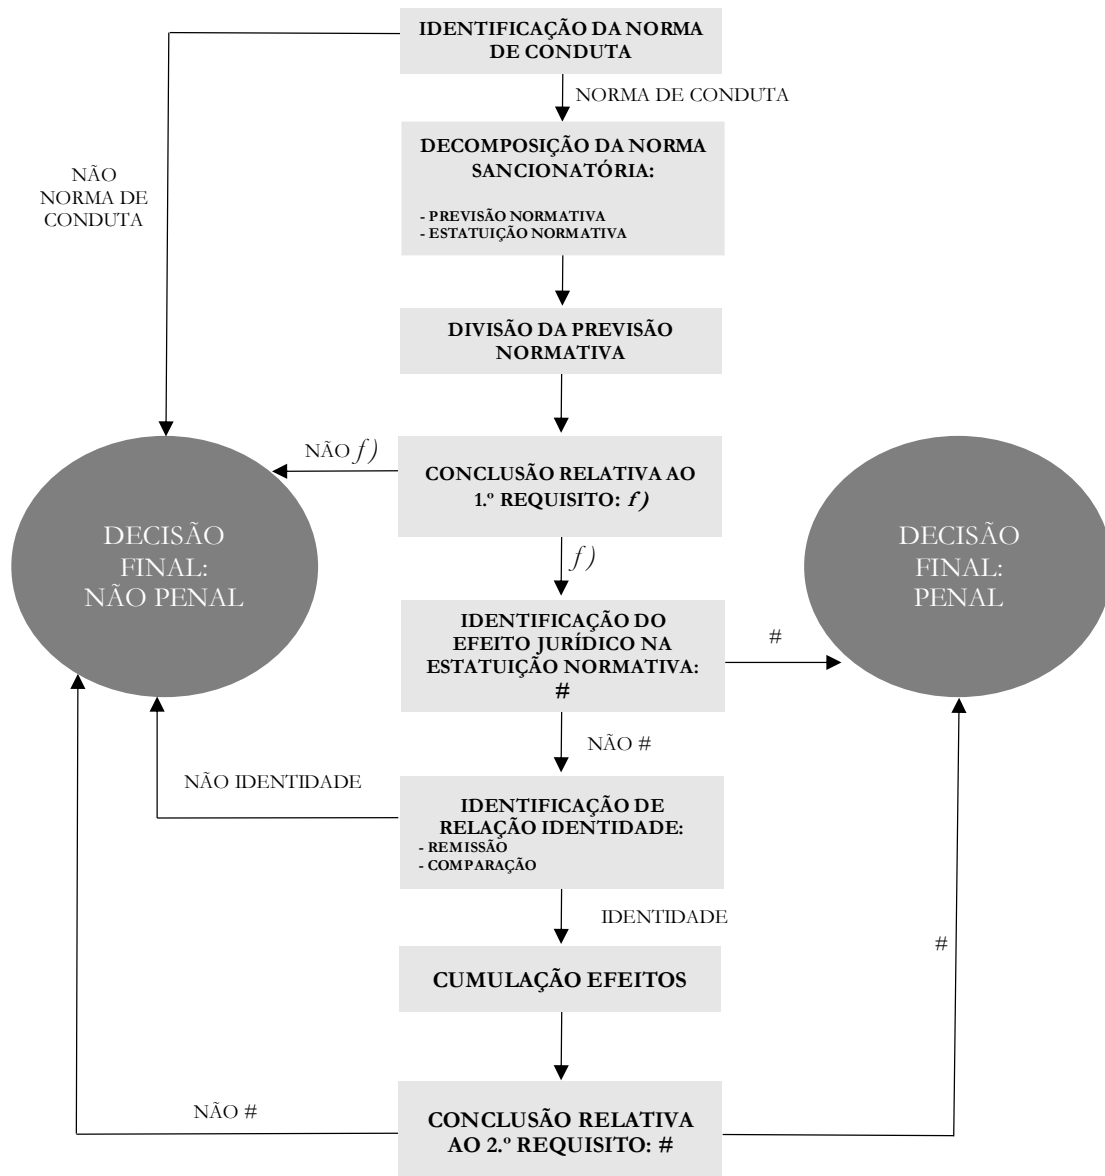 IDENTIFICAÇÃO DA NORMA
DE CONDUTA
NORMA DE CONDUTA
DECOMPOSIÇÃO DA NORMA
SANCIONATÓRIA:
- PREVISÃO NORMATIVA
- ESTATUIÇÃO NORMATIVA
NÃO
NORMA DE
CONDUTA
DIVISÃO DA PREVISÃO
NORMATIVA
NÃO f)
CONCLUSÃO RELATIVA AO
1.º REQUISITO: f)
DECISÃO
FINAL:
NÃO PENAL
DECISÃO
FINAL:
PENAL
f)
IDENTIFICAÇÃO DO
EFEITO JURÍDICO NA
ESTATUIÇÃO NORMATIVA:
#
#
NÃO #
NÃO IDENTIDADE
IDENTIFICAÇÃO DE
RELAÇÃO IDENTIDADE:
- REMISSÃO
- COMPARAÇÃO
IDENTIDADE
#
CUMULAÇÃO EFEITOS
NÃO #
CONCLUSÃO RELATIVA
AO 2.º REQUISITO: #